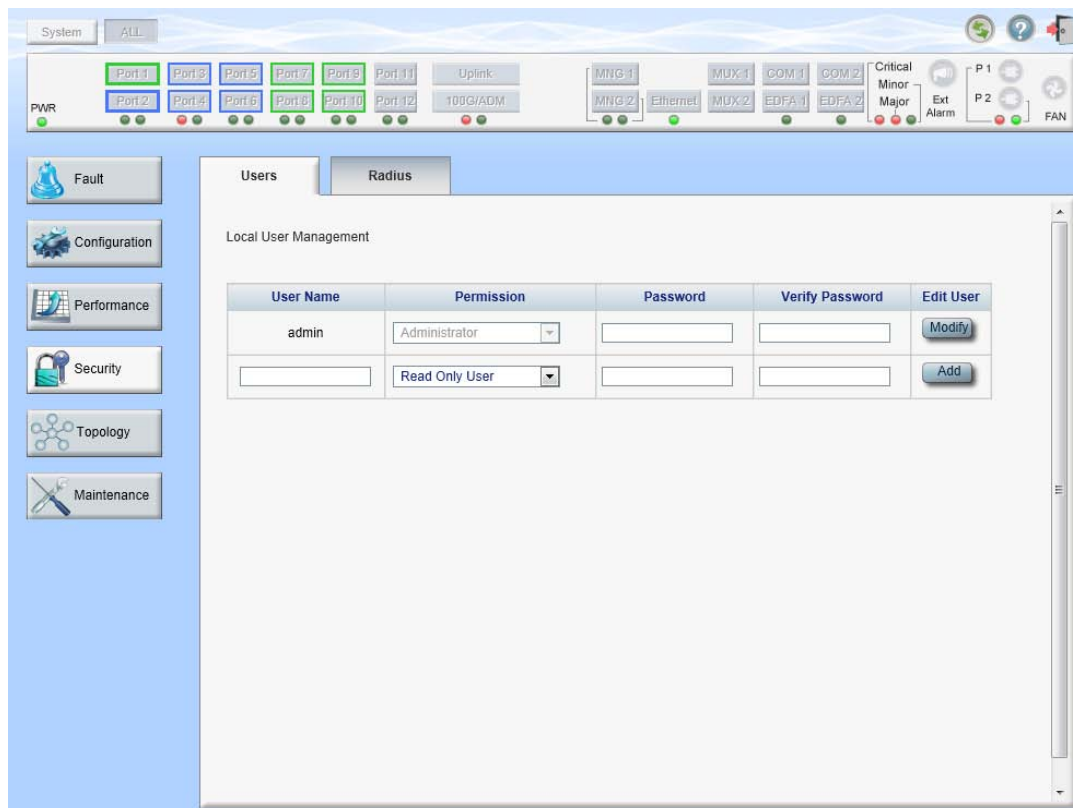 System ALL
Port 1 Port 3 Port 5 Port 7 Port 9 Port 11 Uplink MNG 1 MUX 1 COM 1 COM 2 Critical P 1
Minor
PWR Port 2 Port 4 Port 6 Port 8 Port 10 Port 12 100G/ADM MNG 2 Ethernet MUX 2 EDFA 1 EDFA 2 Major Ext Alarm P 2 FAN
Users Radius
Fault
Configuration
Performance
Security
Topology
Maintenance
Local User Management
User Name Permission Password Verify Password Edit User
admin Administrator Modify
Read Only User Add